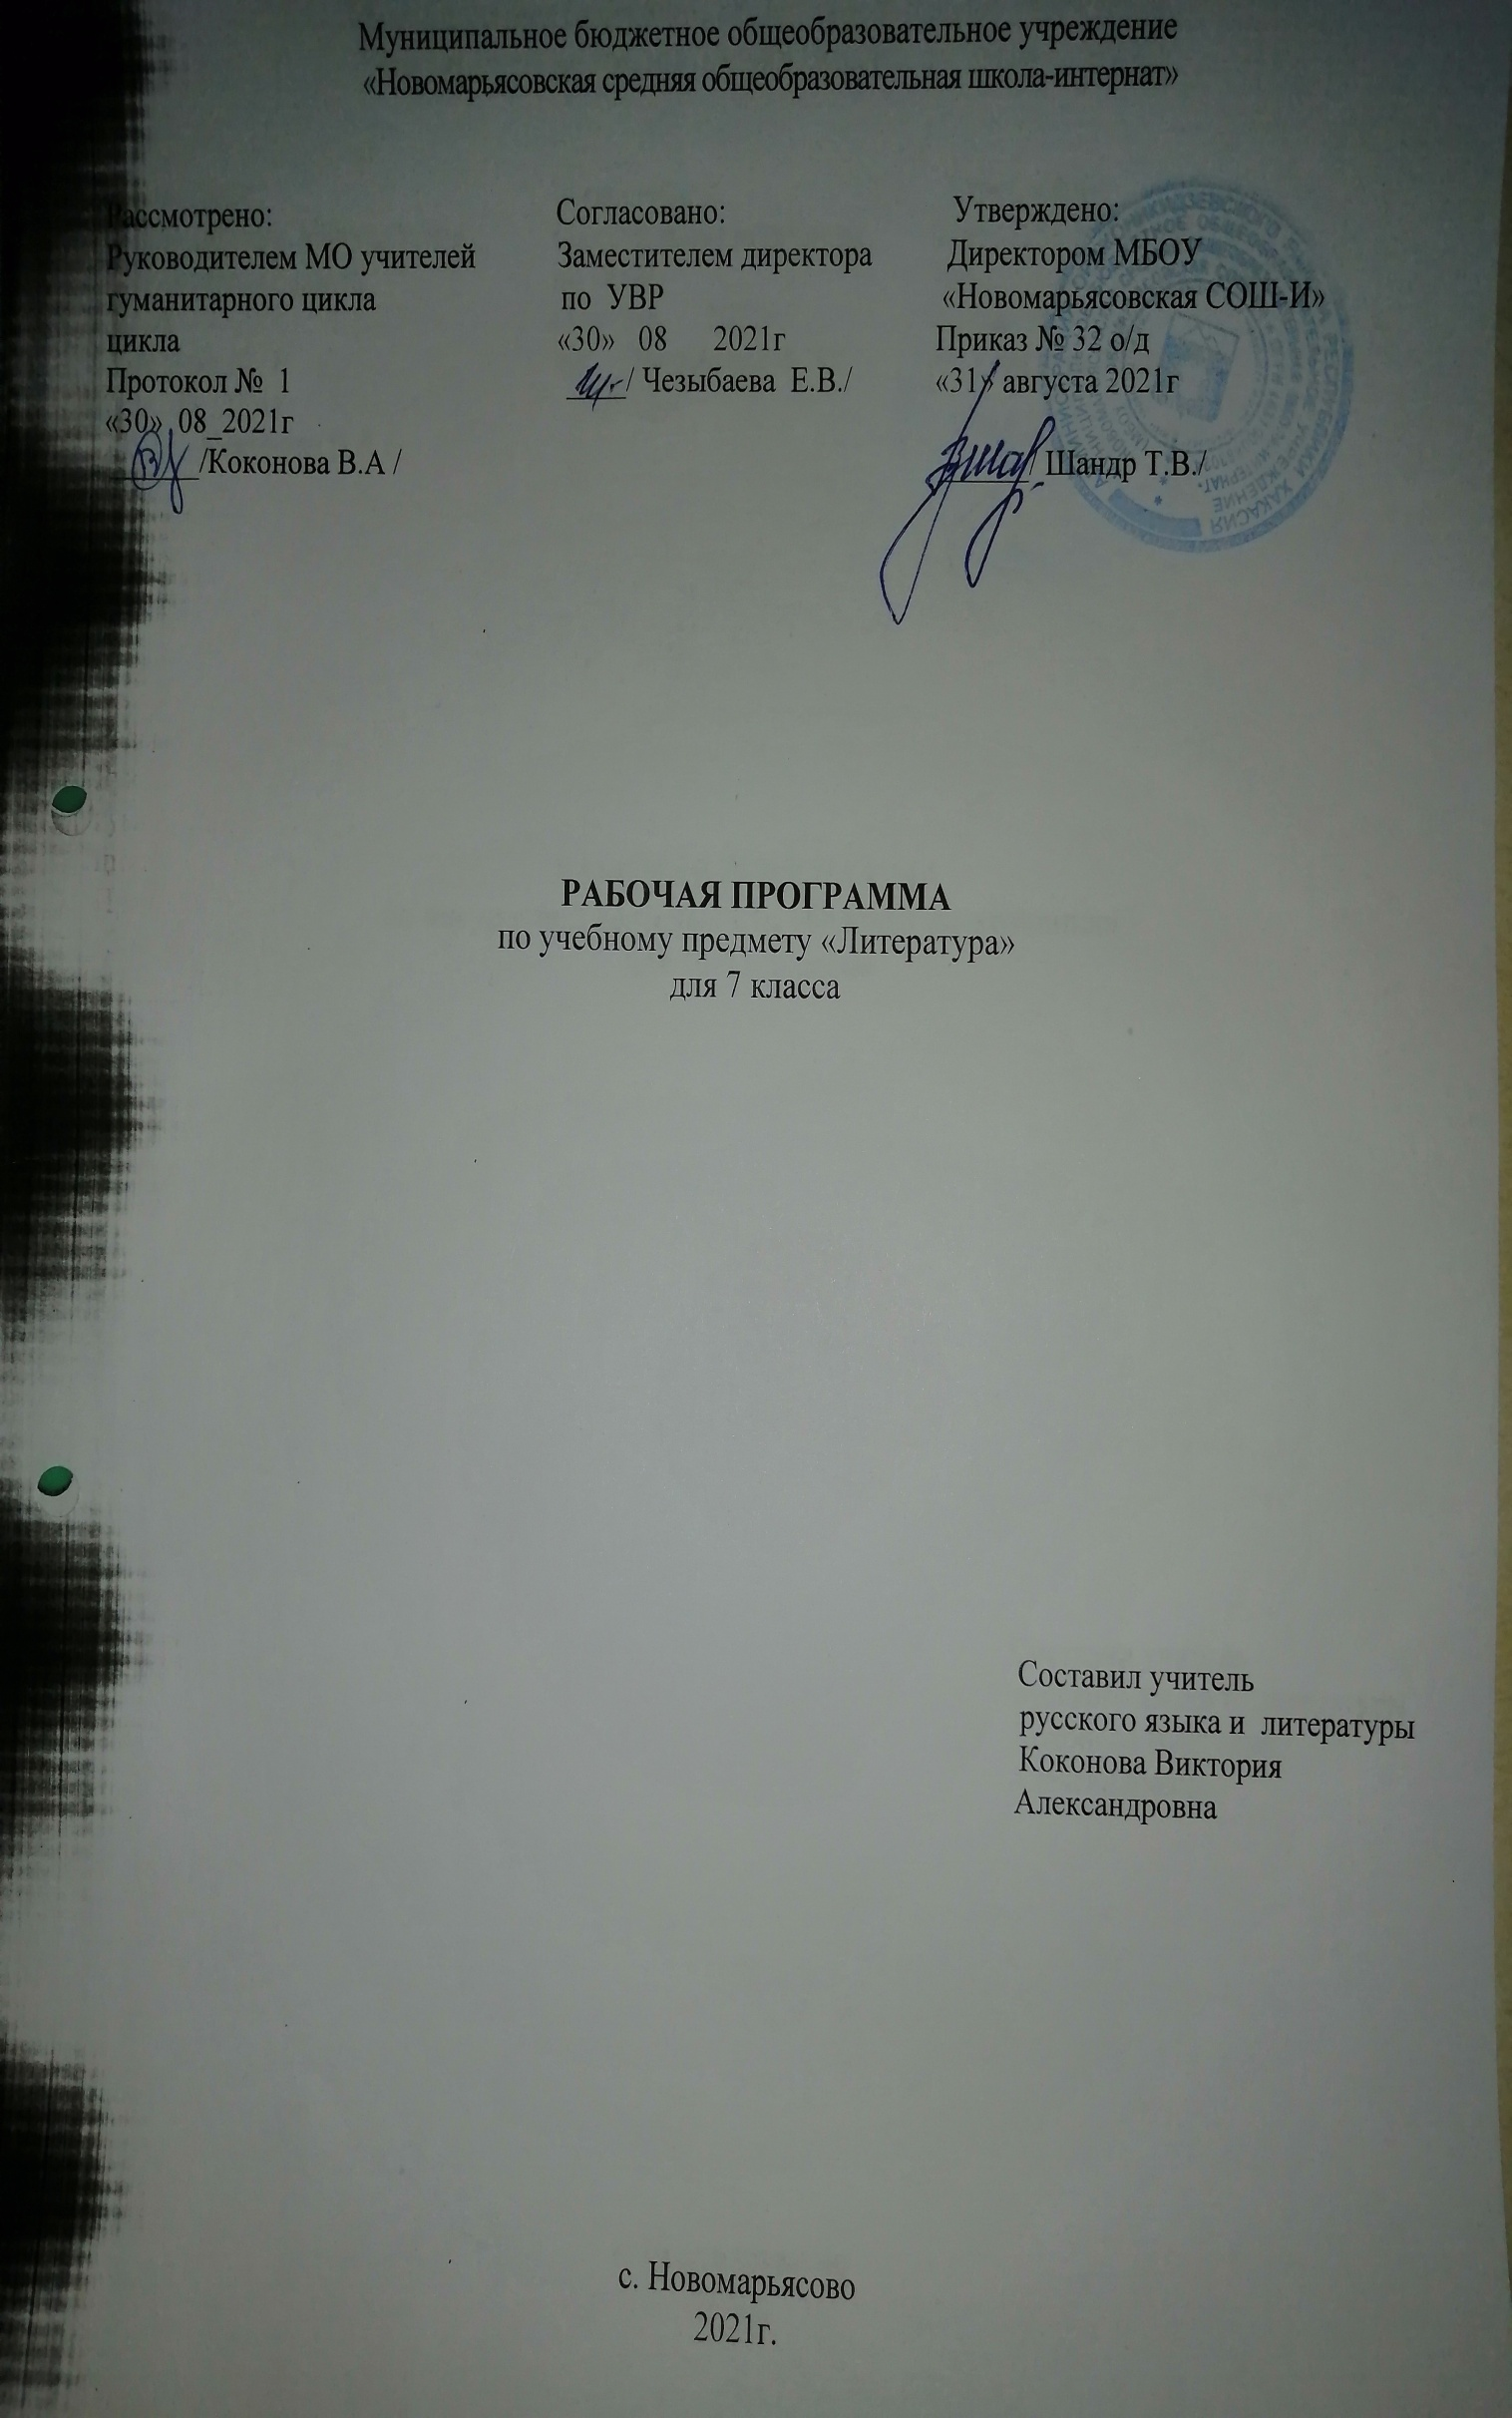 Муниципальное бюджетное общеобразовательное учреждение
«Новомарьясовская средняя общеобразовательная школа-интернат»
Рассмотрено:
Руководителем МО учителей
гуманитарного цикла
цикла
Протокол № 1
«30» 08_2021г
/Коконова В.А /
Согласовано:
Заместителем директора
по УВР
«30» 08 2021г
/ Чезыбаева Е.В./
Утверждено:
Директором МБОУ
«Новомарьясовская СОШ-И»
Приказ № 32 о/д
«31» августа 2021г
/ Шандр Т.В./
РАБОЧАЯ ПРОГРАММА
по учебному предмету «Литература»
для 7 класса
Составил учитель
русского языка и литературы
Коконова Виктория
Александровна
с. Новомарьясово
2021г.